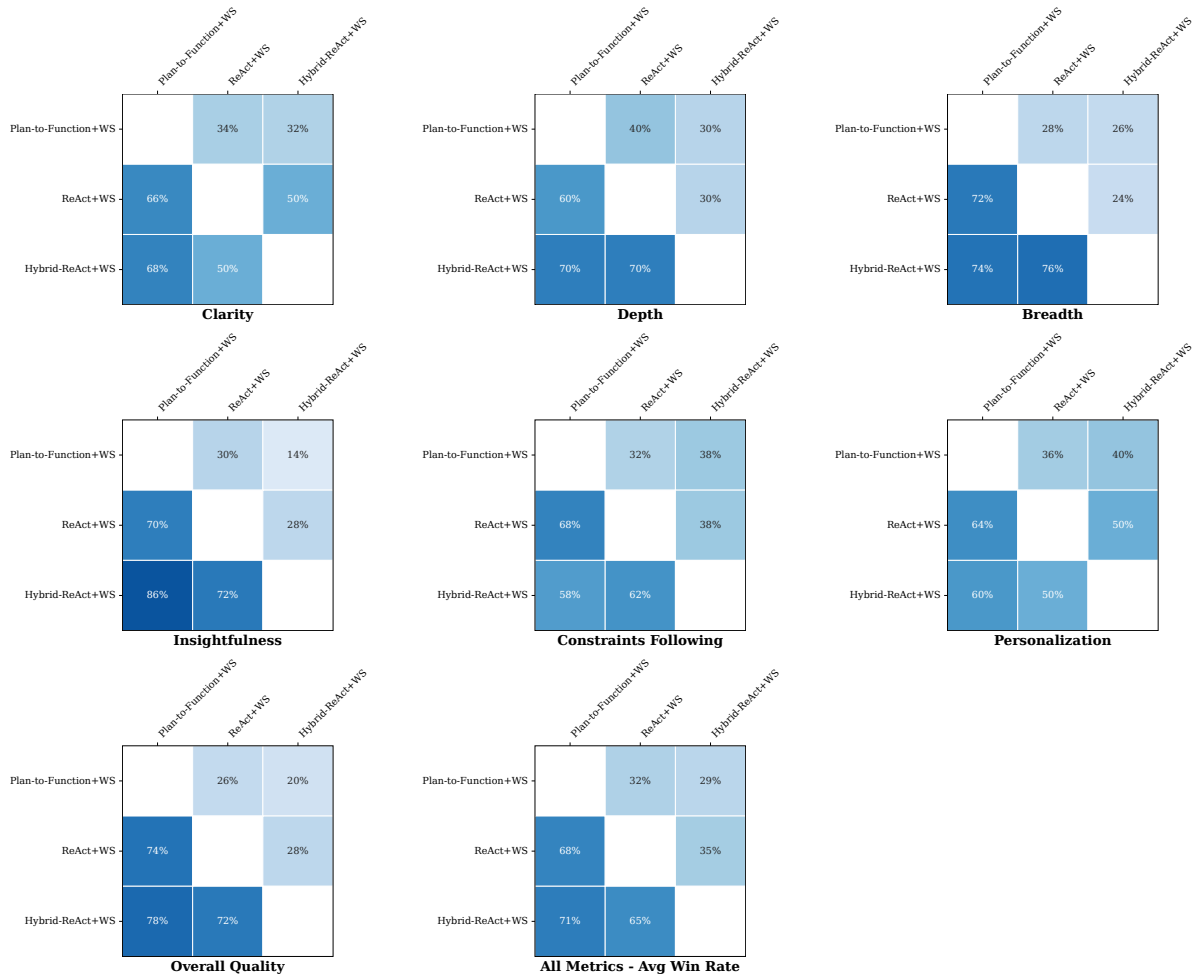 Plan-to-Function+WS ReAct+WS Hybrid-ReAct+WS
Plan-to-Function+WS 34% 32%
ReAct+WS 66% 50%
Hybrid-ReAct+WS 68% 50%
Clarity
Plan-to-Function+WS ReAct+WS Hybrid-ReAct+WS
Plan-to-Function+WS 40% 30%
ReAct+WS 60% 30%
Hybrid-ReAct+WS 70% 70%
Depth
Plan-to-Function+WS ReAct+WS Hybrid-ReAct+WS
Plan-to-Function+WS 28% 26%
ReAct+WS 72% 24%
Hybrid-ReAct+WS 74% 76%
Breadth
Plan-to-Function+WS ReAct+WS Hybrid-ReAct+WS
Plan-to-Function+WS 30% 14%
ReAct+WS 70% 28%
Hybrid-ReAct+WS 86% 72%
Insightfulness
Plan-to-Function+WS ReAct+WS Hybrid-ReAct+WS
Plan-to-Function+WS 32% 38%
ReAct+WS 68% 38%
Hybrid-ReAct+WS 58% 62%
Constraints Following
Plan-to-Function+WS ReAct+WS Hybrid-ReAct+WS
Plan-to-Function+WS 36% 40%
ReAct+WS 64% 50%
Hybrid-ReAct+WS 60% 50%
Personalization
Plan-to-Function+WS ReAct+WS Hybrid-ReAct+WS
Plan-to-Function+WS 26% 20%
ReAct+WS 74% 28%
Hybrid-ReAct+WS 78% 72%
Overall Quality
Plan-to-Function+WS ReAct+WS Hybrid-ReAct+WS
Plan-to-Function+WS 32% 29%
ReAct+WS 68% 35%
Hybrid-ReAct+WS 71% 65%
All Metrics - Avg Win Rate